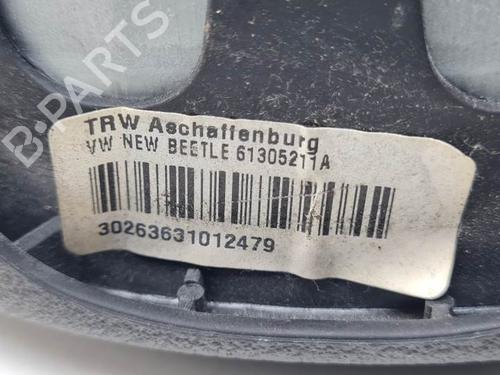 B-PARTS
TRW Aschaffenburg
VW NEW BEETLE 61305211A
30263631012479